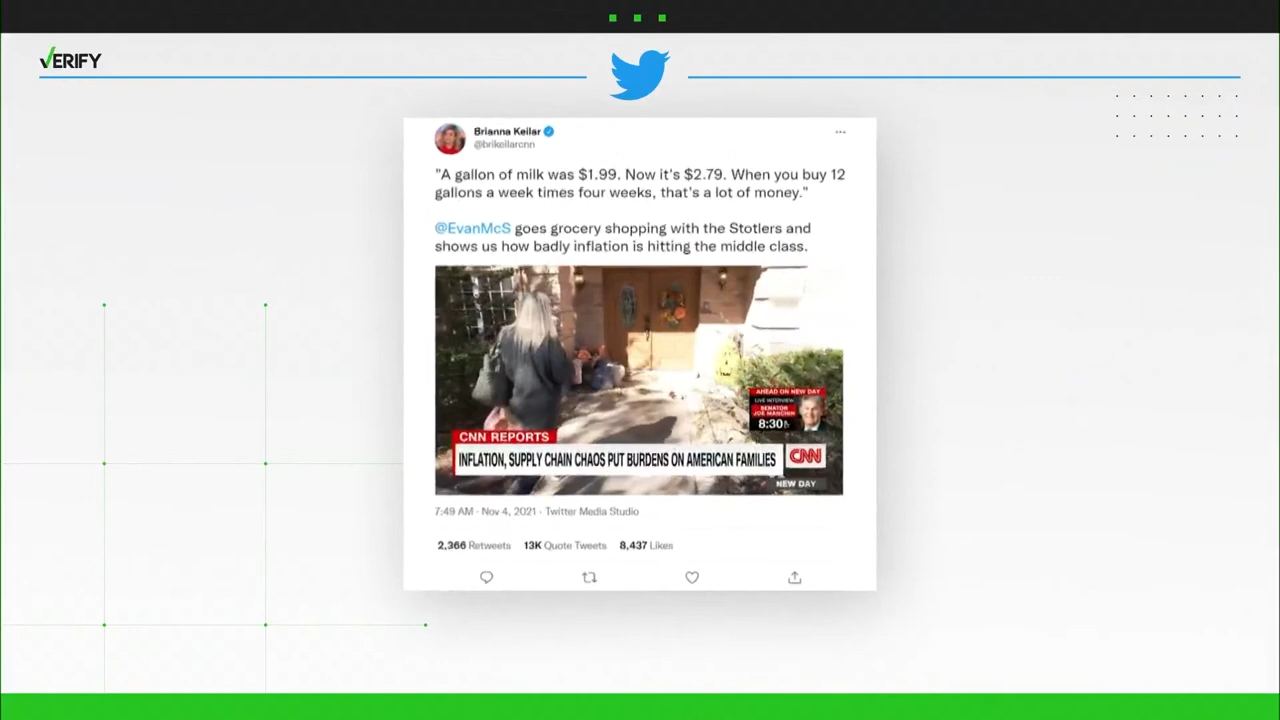 VERIFY
Brianna Keilar
@brikeilarcnn
"A gallon of milk was $1.99. Now it's $2.79. When you buy 12
gallons a week times four weeks, that's a lot of money."
@EvanMcS goes grocery shopping with the Stotlers and
shows us how badly inflation is hitting the middle class.
AHEAD ON NEW DAY
LIVE INTERVIEW
SENATOR
JOE MANCHIN
8:30
CNN REPORTS
INFLATION, SUPPLY CHAIN CHAOS PUT BURDENS ON AMERICAN FAMILIES
CNN
NEW DAY
7:49 AM · Nov 4, 2021 · Twitter Media Studio
2,366 Retweets 13K Quote Tweets 8,437 Likes